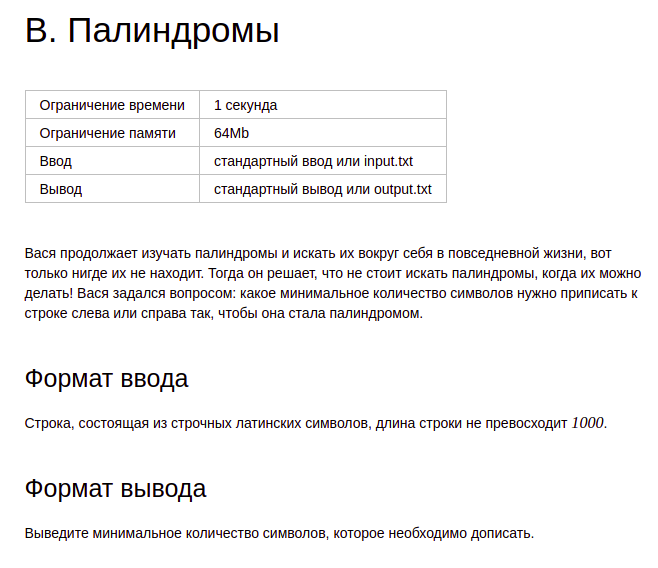 В. Палиндромы
Ограничение времени 1 секунда
Ограничение памяти 64Mb
Ввод стандартный ввод или input.txt
Вывод стандартный вывод или output.txt
Вася продолжает изучать палиндромы и искать их вокруг себя в повседневной жизни, вот
только нигде их не находит. Тогда он решает, что не стоит искать палиндромы, когда их можно
делать! Вася задался вопросом: какое минимальное количество символов нужно приписать к
строке слева или справа так, чтобы она стала палиндромом.
Формат ввода
Строка, состоящая из строчных латинских символов, длина строки не превосходит 1000.
Формат вывода
Выведите минимальное количество символов, которое необходимо дописать.